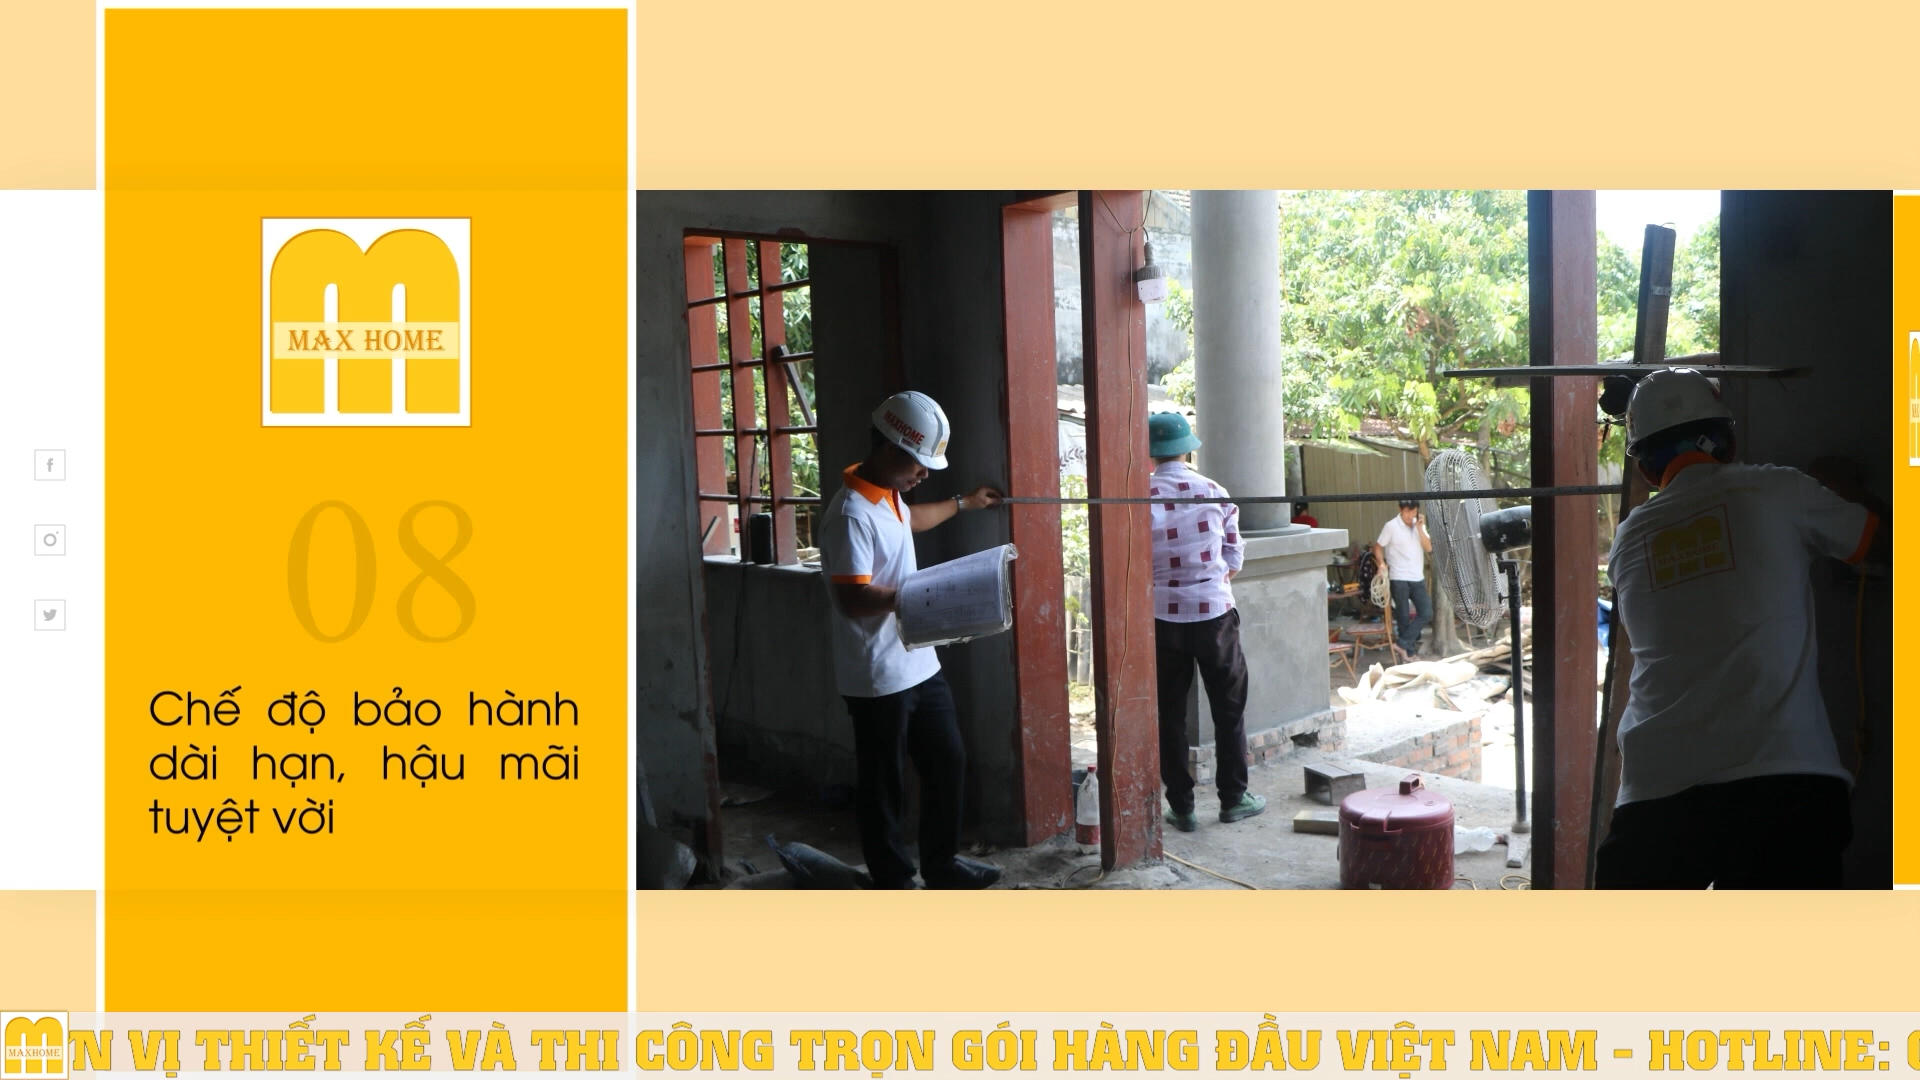 MAX HOME
08
Chế độ bảo hành
dài hạn, hậu mãi
tuyệt vời
MAXHOME
MAXHOME
VỊ THIẾT KẾ VÀ THI CÔNG TRỌN GÓI HÀNG ĐẦU VIỆT NAM - HOTLINE: